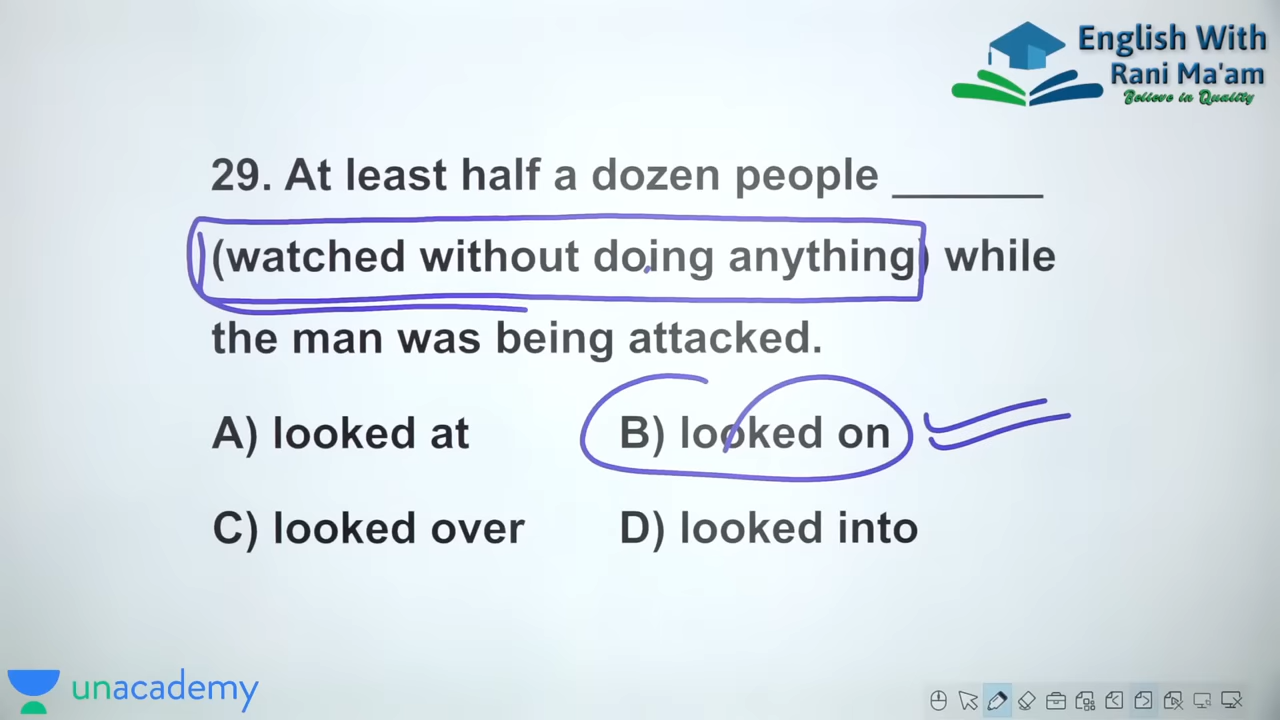 English With
Rani Ma'am
Believe in Quality
29. At least half a dozen people _______
(watched without doing anything) while
the man was being attacked.
A) looked at
B) looked on
C) looked over
D) looked into
unacademy